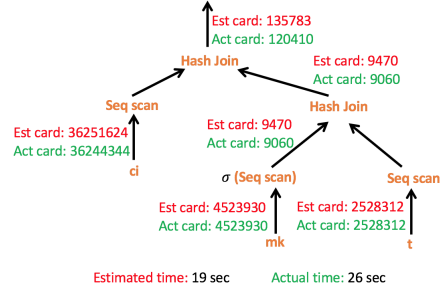 Est card: 135783
Act card: 120410
Hash Join
Est card: 9470
Act card: 9060
Seq scan
Hash Join
Est card: 36251624
Act card: 36244344
ci
Est card: 9470
Act card: 9060
σ (Seq scan)
Seq scan
Est card: 4523930
Act card: 4523930
mk
Est card: 2528312
Act card: 2528312
t
Estimated time: 19 sec
Actual time: 26 sec